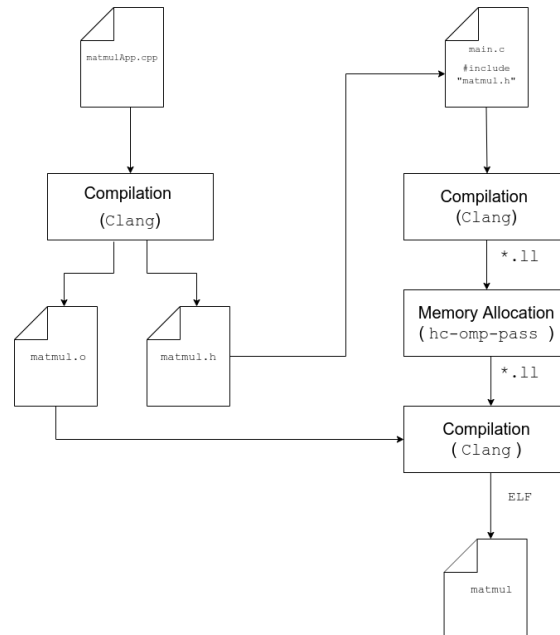 matmulApp.cpp
main.c
#include
"matmul.h"
Compilation
(Clang)
Compilation
(Clang)
*.ll
Memory Allocation
(hc-omp-pass )
*.ll
matmul.o
matmul.h
Compilation
( Clang )
ELF
matmul